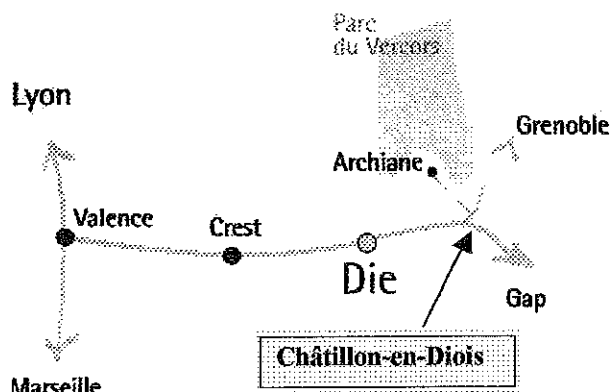 Parc
du Vercors
Lyon
Grenoble
Archiane
Valence
Crest
Die
Gap
Châtillon-en-Diois
Marseille